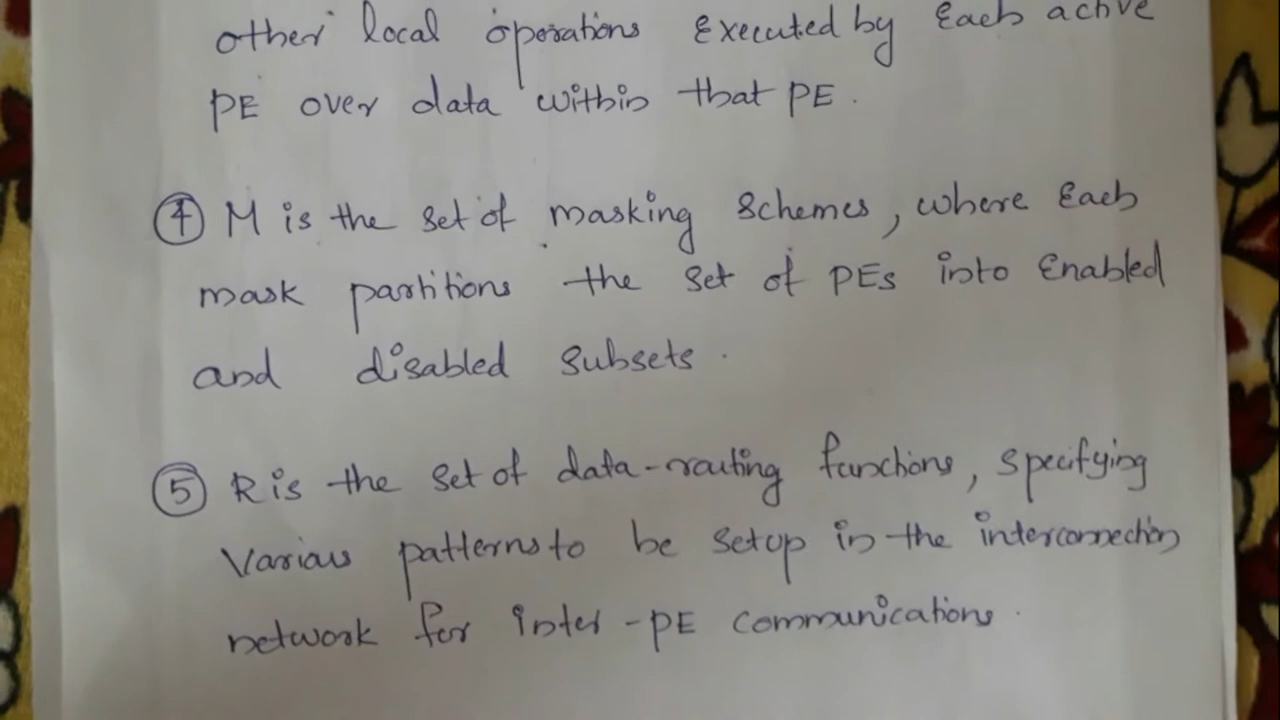 other local operations Executed by Each active
PE over data within that PE.
④ M is the set of masking Schemes, where Each
mask partitions the set of PEs into Enabled
and disabled subsets.
⑤ R is the set of data-routing functions, specifying
Various patterns to be setup in the interconnection
network for inter-PE communications.